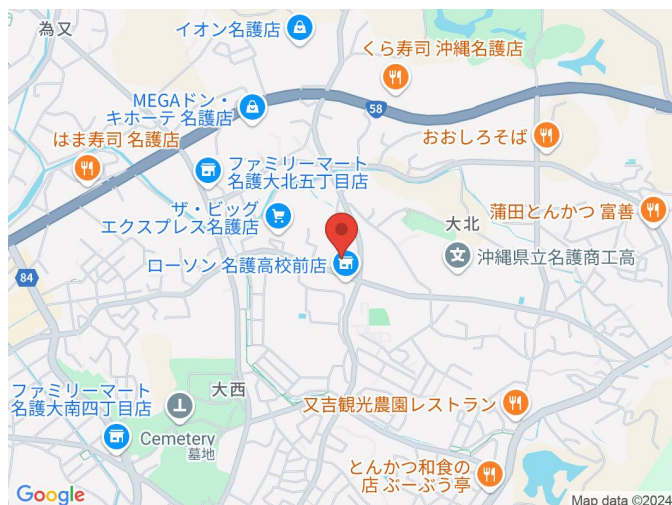 為又
イオン名護店
くら寿司 沖縄名護店
MEGAドン・
キホーテ 名護店
58
おおしろそば
はま寿司 名護店
ファミリーマート
名護大北五丁目店
ザ・ビッグ
エクスプレス名護店
蒲田とんかつ 富善
大北
沖縄県立名護商工高
ローソン 名護高校前店
84
大西
ファミリーマート
名護大南四丁目店
Cemetery
墓地
又吉観光農園レストラン
とんかつ和食の
店 ぶーぶう亭
Google
Map data ©2024